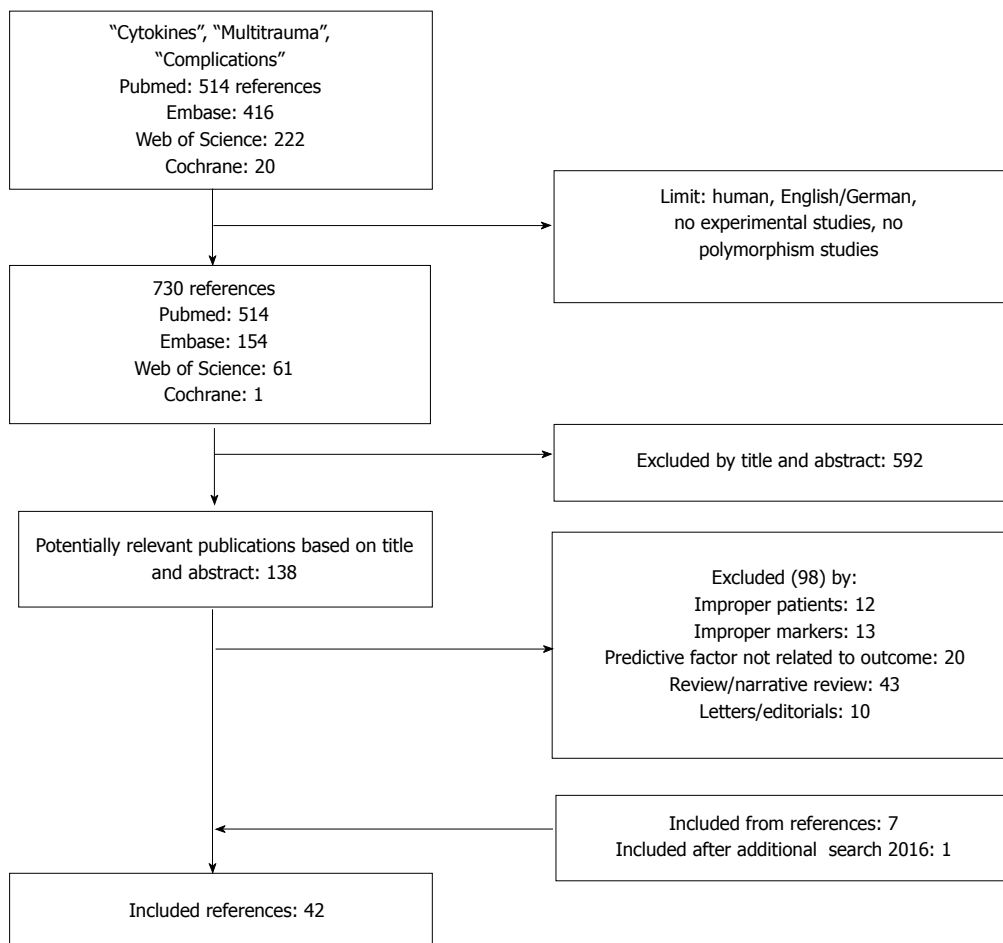 “Cytokines”, “Multitrauma”,
“Complications”
Pubmed: 514 references
Embase: 416
Web of Science: 222
Cochrane: 20
Limit: human, English/German,
no experimental studies, no
polymorphism studies
730 references
Pubmed: 514
Embase: 154
Web of Science: 61
Cochrane: 1
Excluded by title and abstract: 592
Potentially relevant publications based on title
and abstract: 138
Excluded (98) by:
Improper patients: 12
Improper markers: 13
Predictive factor not related to outcome: 20
Review/narrative review: 43
Letters/editorials: 10
Included from references: 7
Included after additional search 2016: 1
Included references: 42